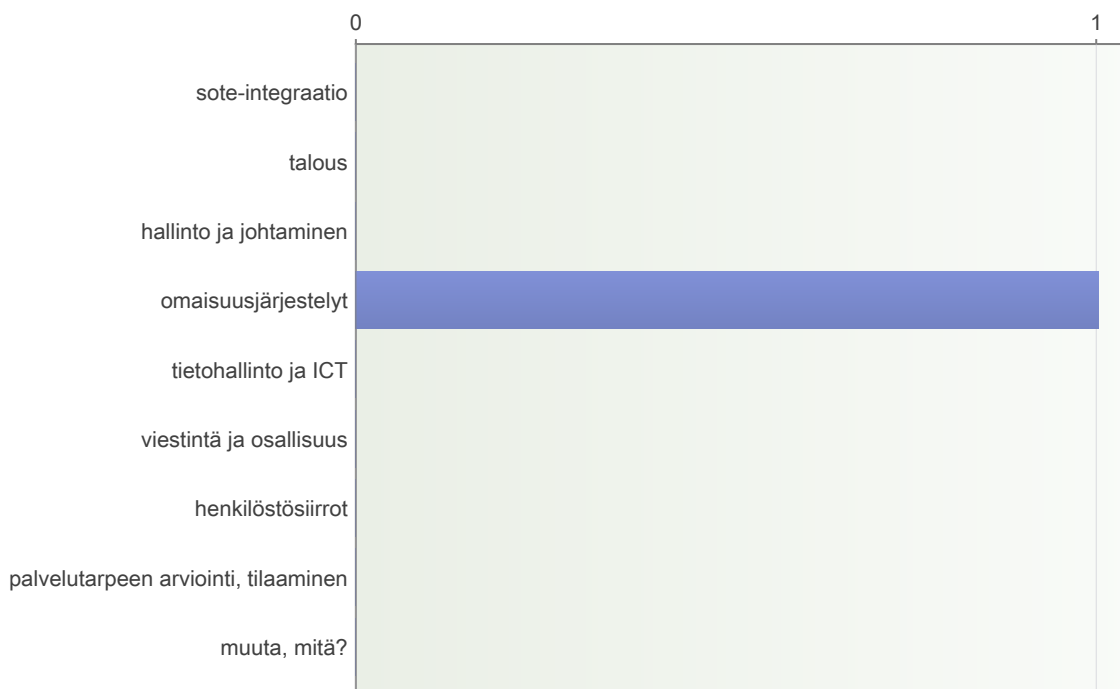 0 1
sote-integraatio
talous
hallinto ja johtaminen
omaisuusjärjestelyt
tietohallinto ja ICT
viestintä ja osallisuus
henkilöstösiirrot
palvelutarpeen arviointi, tilaaminen
muuta, mitä?